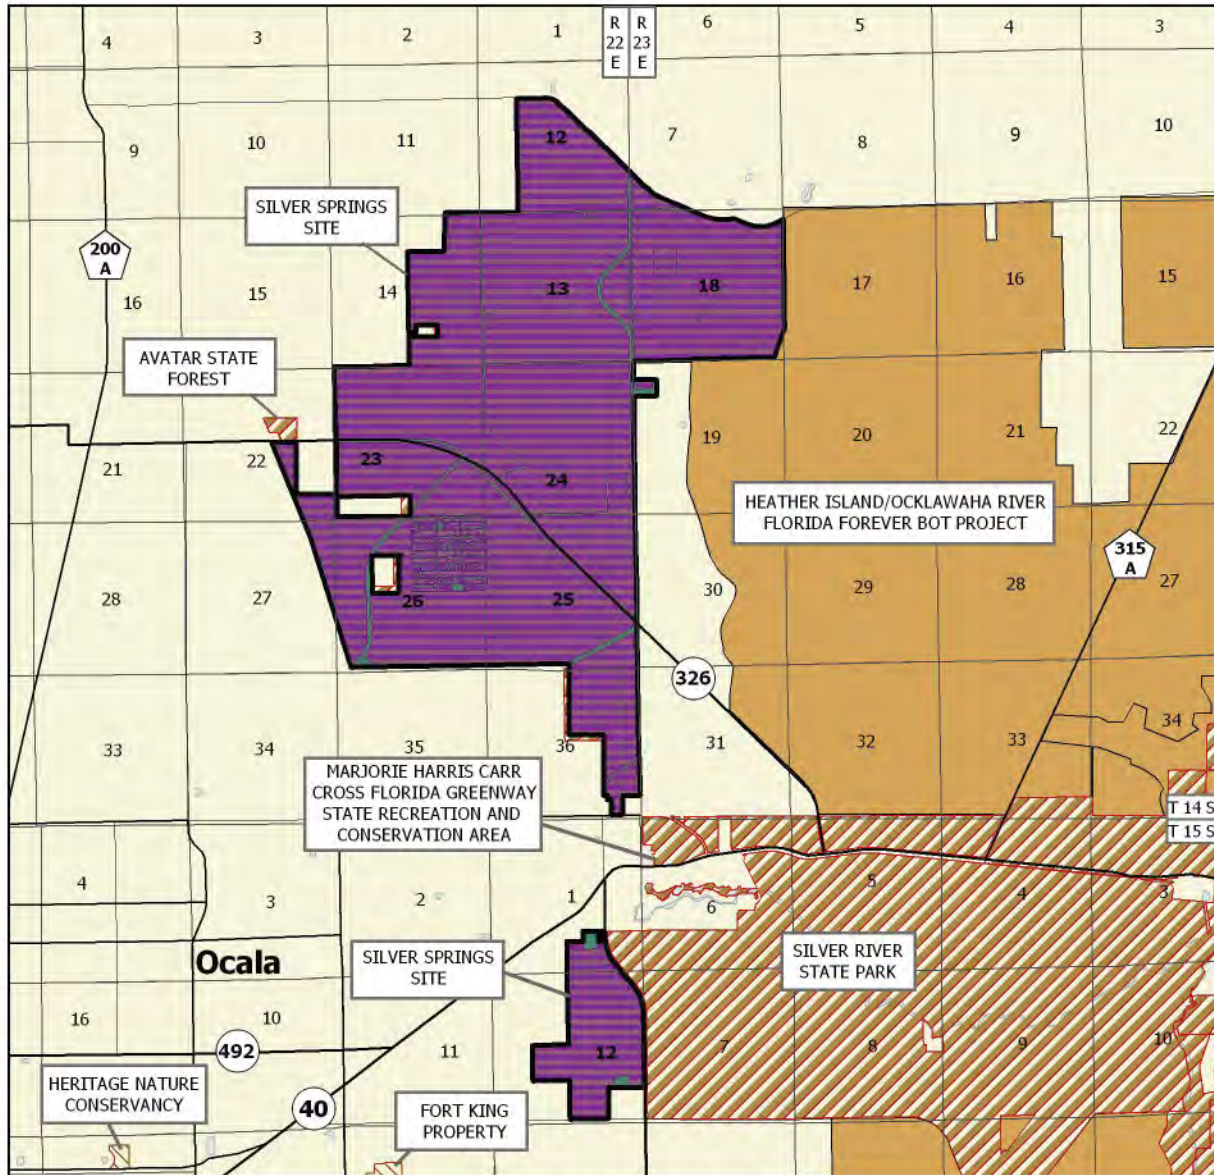 4 3 2 1 R 22 E R 23 E 6 5 4 3
9 10 11 12 7 8 9 10
SILVER SPRINGS
SITE
200
A
16 15 14 13 18 17 16 15
AVATAR STATE
FOREST
21 22 23 24 19 20 21 22
HEATHER ISLAND/OCKLAWAHA RIVER
FLORIDA FOREVER BOT PROJECT
315
A
28 27 26 25 30 29 28 27
326
33 34 35 36 31 32 33 34
MARJORIE HARRIS CARR
CROSS FLORIDA GREENWAY
STATE RECREATION AND
CONSERVATION AREA
T 14 S
T 15 S
4 3 2 1 6 5 4 3
Ocala
SILVER SPRINGS
SITE
SILVER RIVER
STATE PARK
16 10 11 12 7 8 9 10
492
HERITAGE NATURE
CONSERVANCY
40
FORT KING
PROPERTY